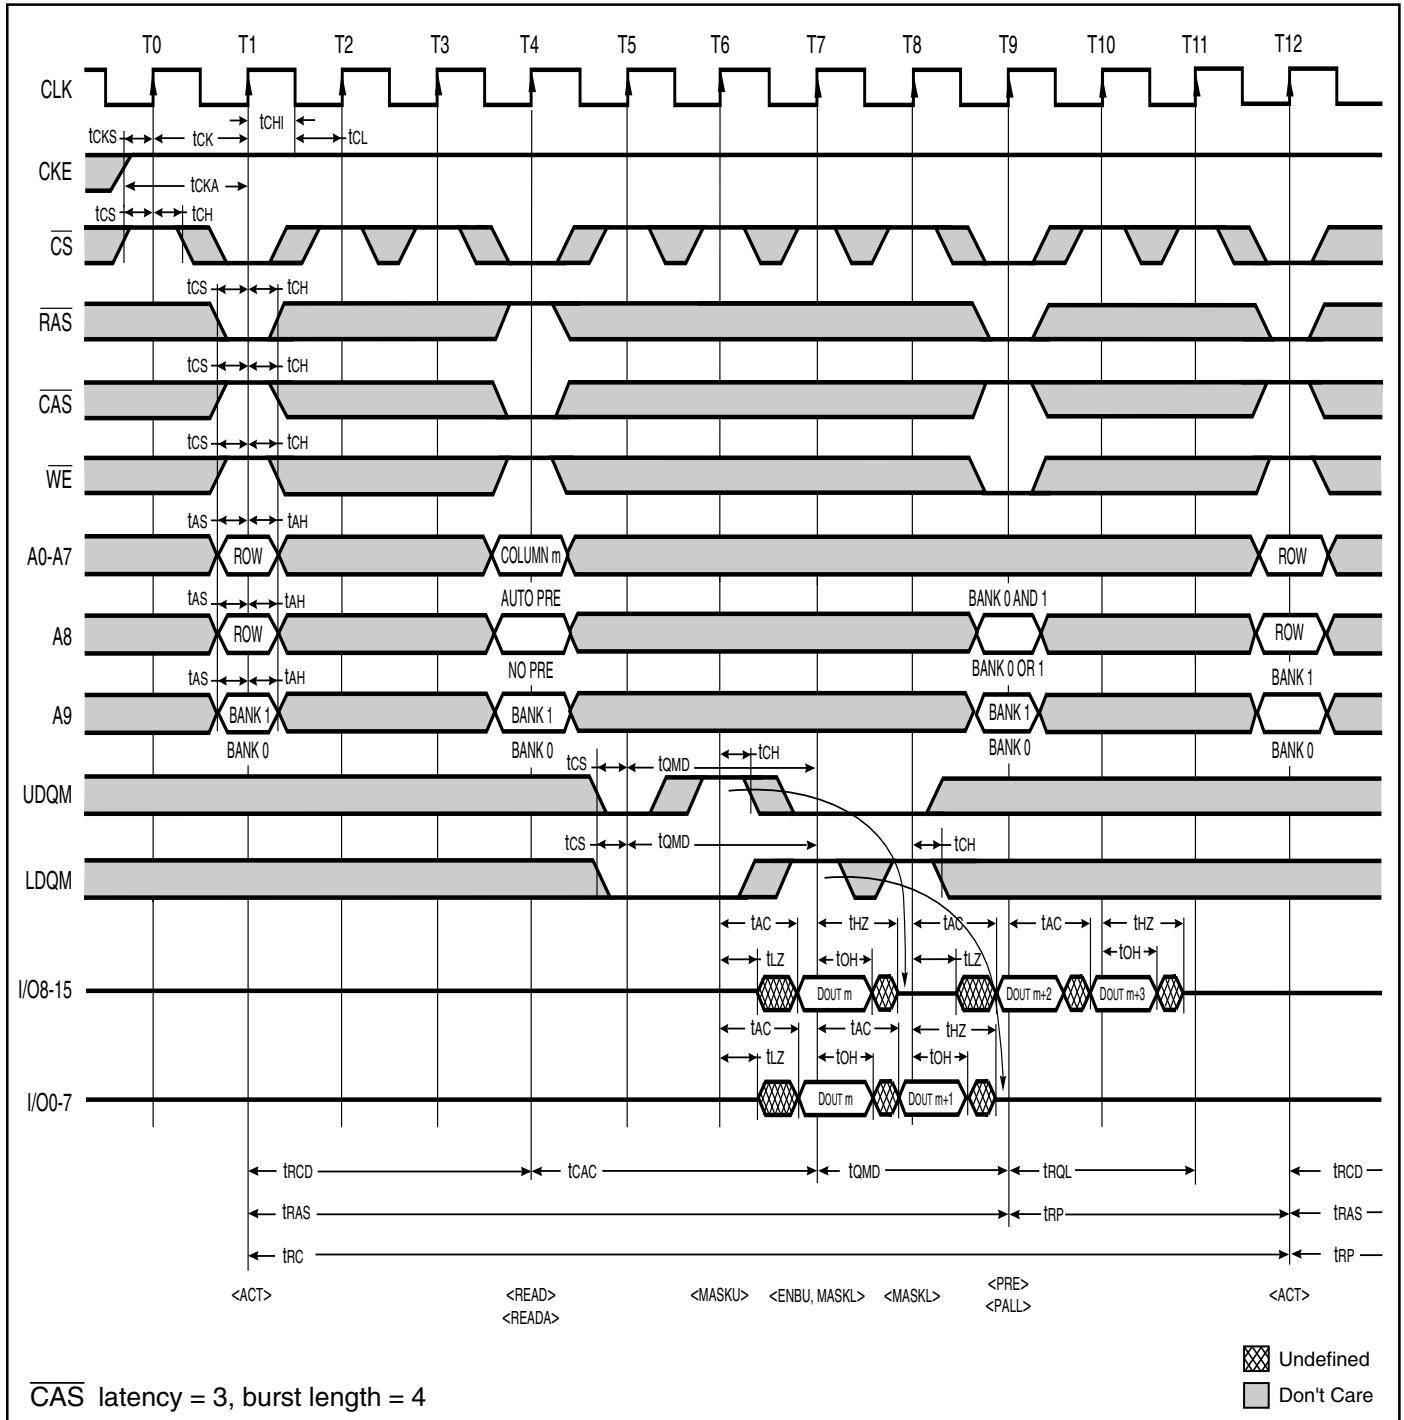 T0 T1 T2 T3 T4 T5 T6 T7 T8 T9 T10 T11 T12
CLK
tCHI
tCKS tCK tCL
CKE
tCKA
tCS tCH
CS
tCS tCH
RAS
tCS tCH
CAS
tCS tCH
WE
tAS tAH
A0-A7 ROW COLUMN m ROW
tAS tAH AUTO PRE BANK 0 AND 1
A8 ROW ROW
NO PRE BANK 0 OR 1
tAS tAH BANK 1
A9 BANK 1 BANK 1 BANK 1
BANK 0 BANK 0 BANK 0 BANK 0
tCS tQMD tCH
UDQM
tCS tQMD tCH
LDQM
tAC tHZ tAC tAC tHZ
tLZ tOH tLZ tOH
I/O8-15 DOUT m DOUT m+2 DOUT m+3
tAC tAC tHZ
tLZ tOH tOH
I/O0-7 DOUT m DOUT m+1
tRCD tCAC tQMD tRQL tRCD
tRAS tRP tRAS
tRC tRP
<ACT> <READ> <MASKU> <ENBU, MASKL> <MASKL> <PRE> <ACT>
<READA> <PALL>
Undefined
CAS latency = 3, burst length = 4
Don't Care